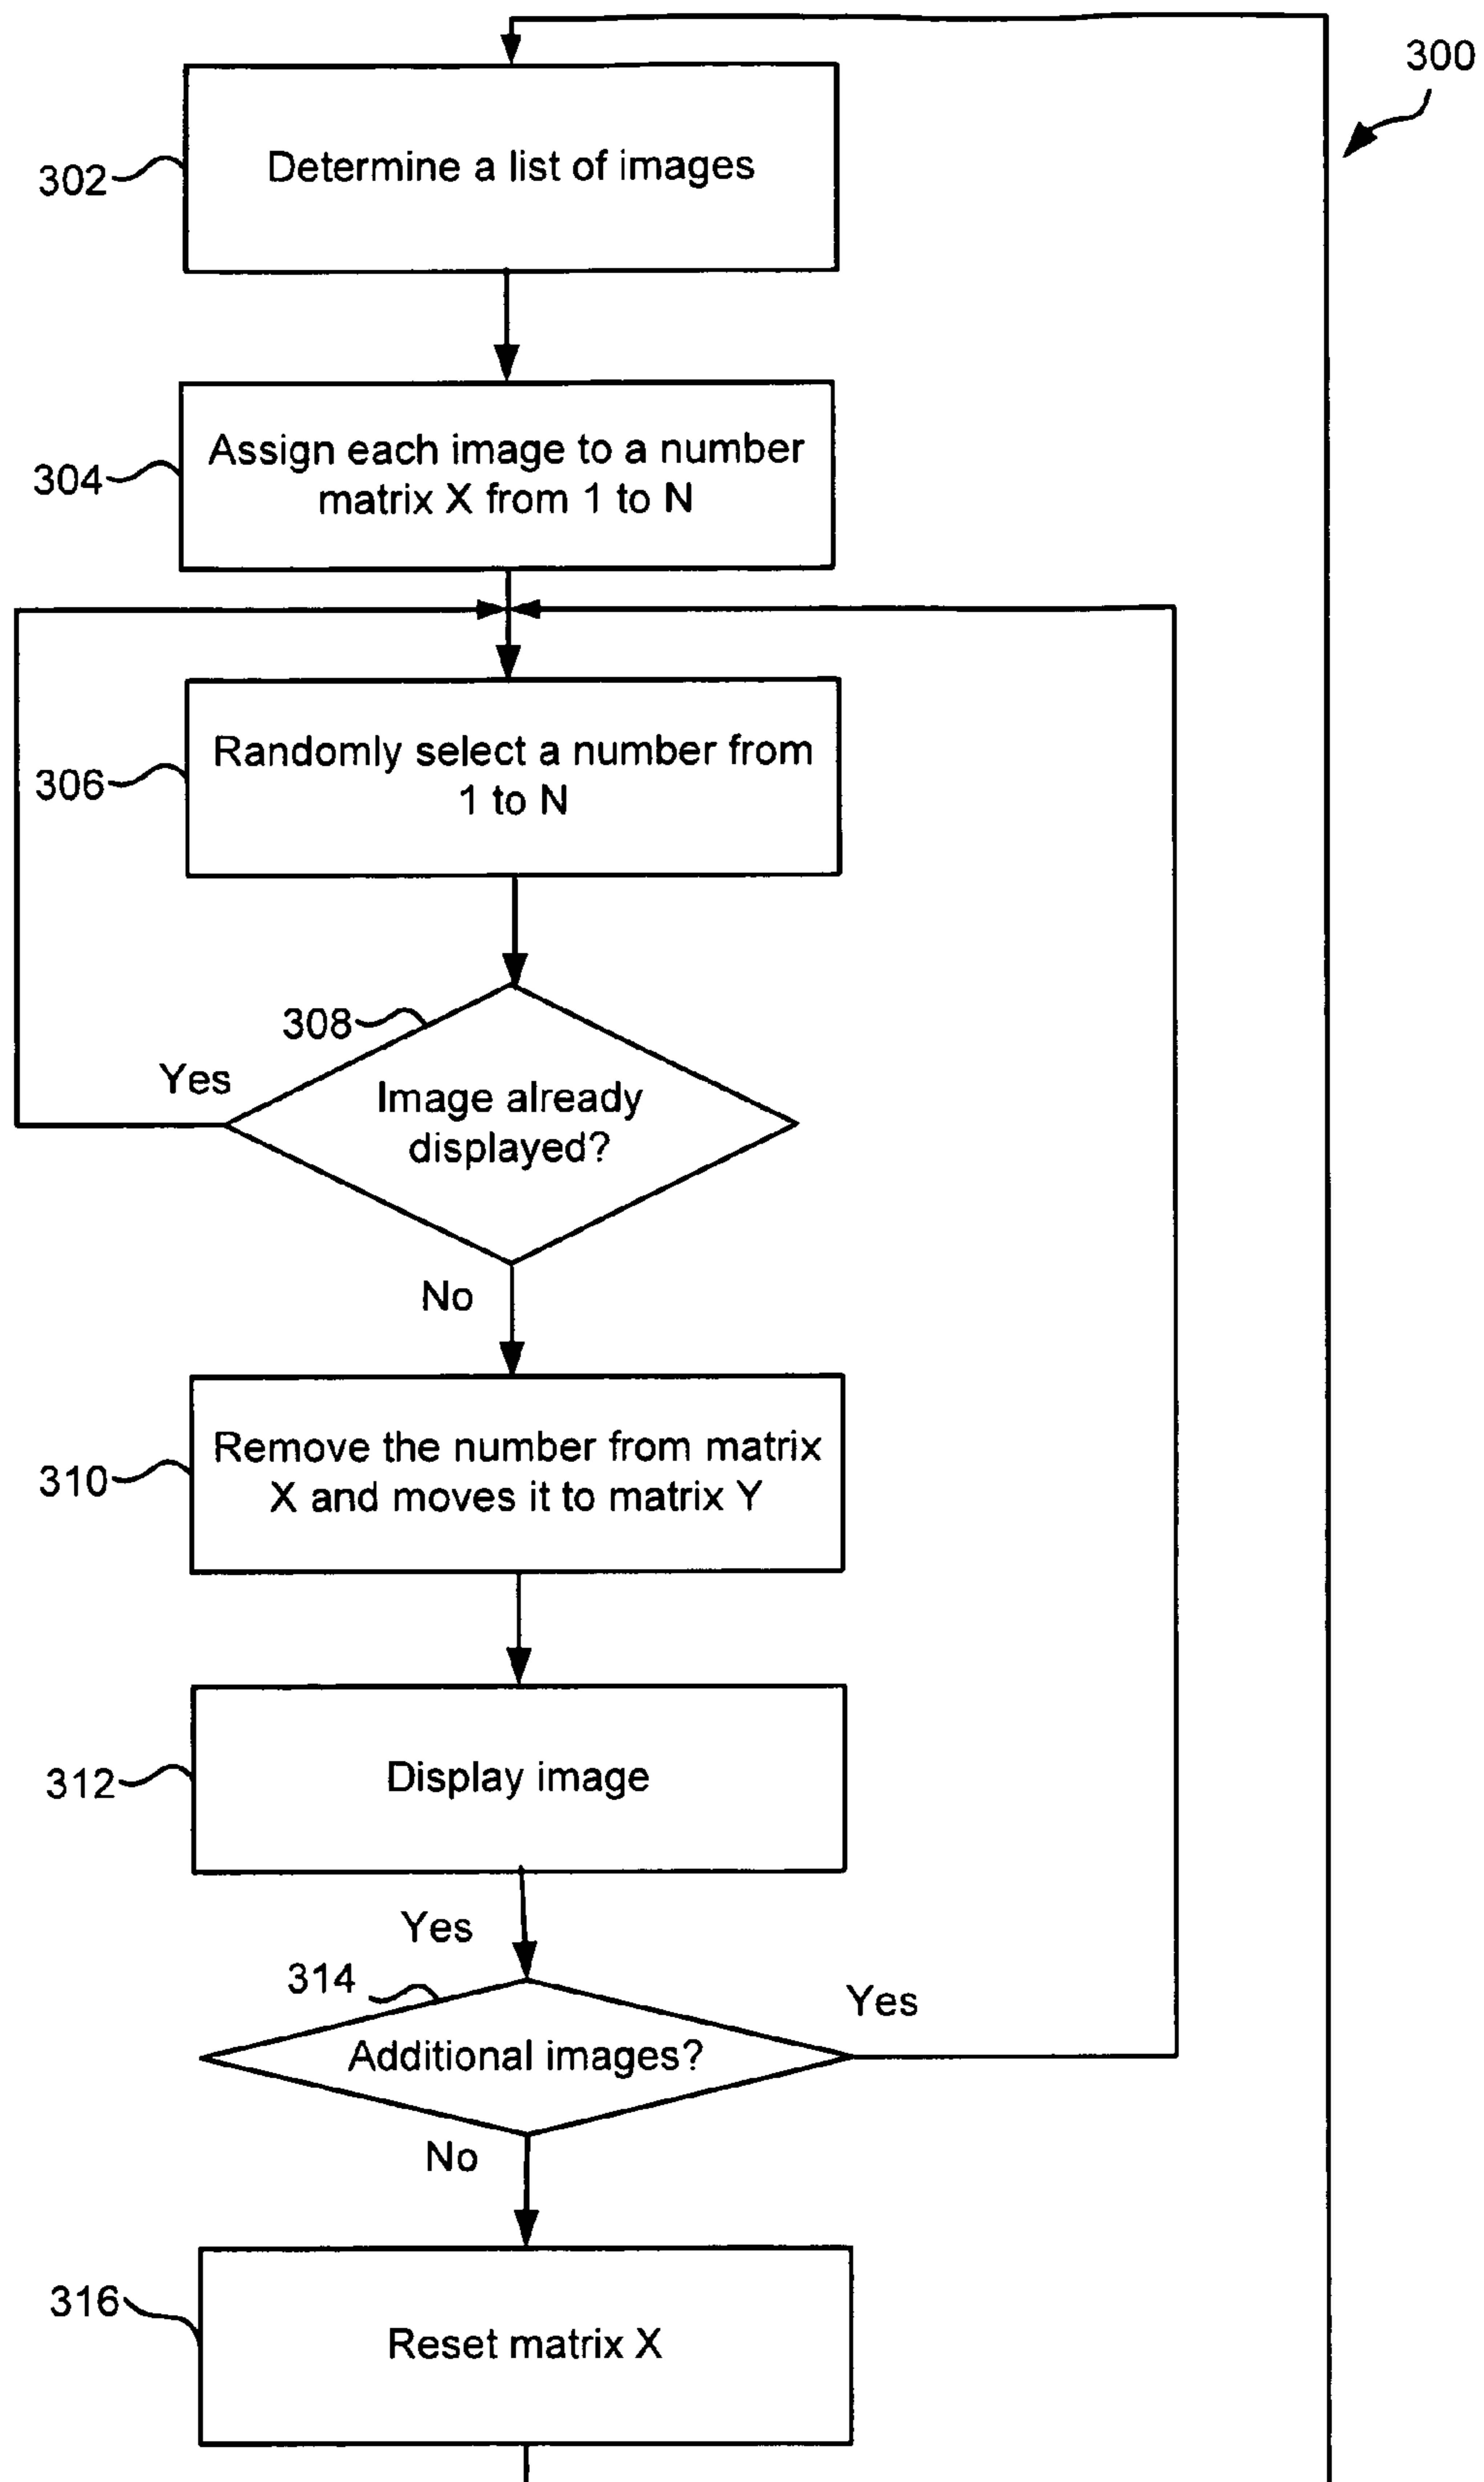 300
302
Determine a list of images
304
Assign each image to a number
matrix X from 1 to N
306
Randomly select a number from
1 to N
308
Yes
Image already
displayed?
No
310
Remove the number from matrix
X and moves it to matrix Y
312
Display image
Yes
314
Yes
Additional images?
No
316
Reset matrix X